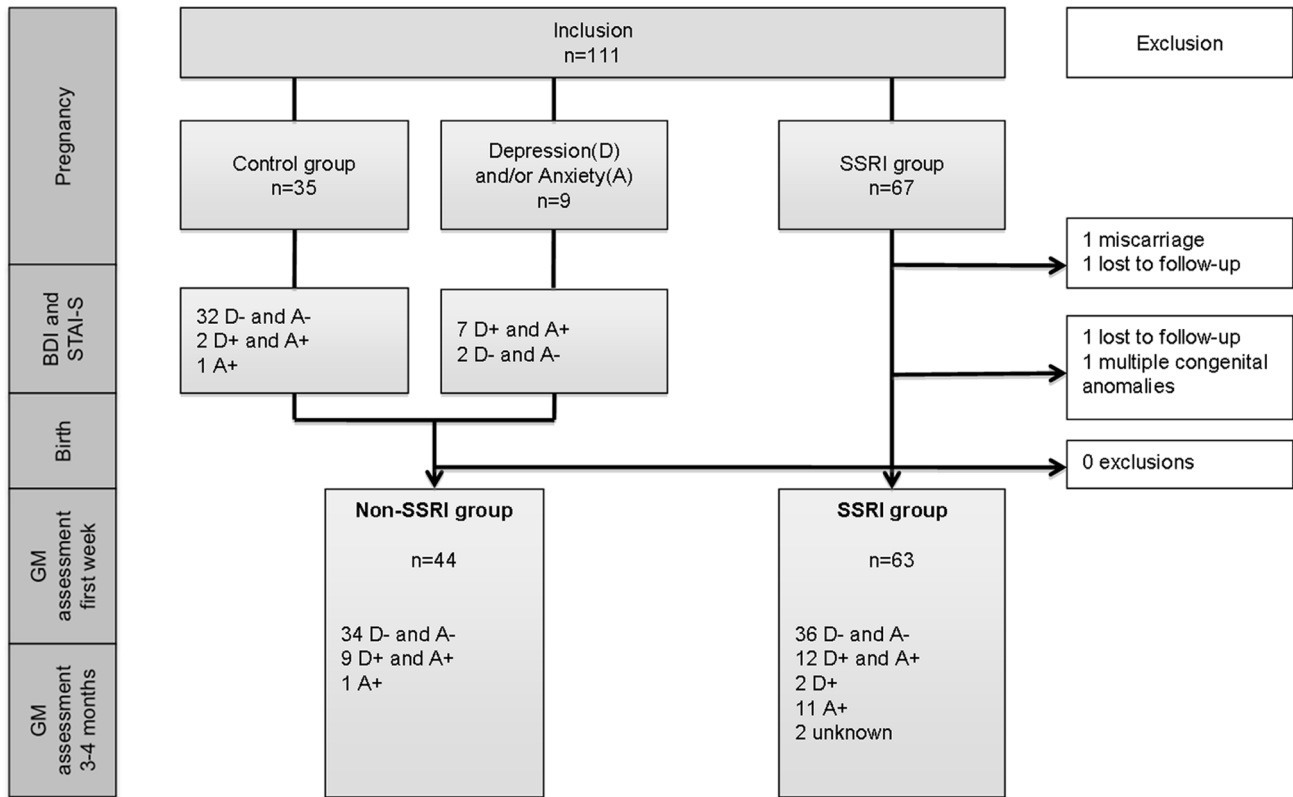 Inclusion
n=111
Exclusion
Pregnancy
Control group
n=35
Depression(D)
and/or Anxiety(A)
n=9
SSRI group
n=67
1 miscarriage
1 lost to follow-up
BDI and
STAI-S
32 D- and A-
2 D+ and A+
1 A+
7 D+ and A+
2 D- and A-
1 lost to follow-up
1 multiple congenital
anomalies
Birth
0 exclusions
GM
assessment
first week
Non-SSRI group
n=44
34 D- and A-
9 D+ and A+
1 A+
SSRI group
n=63
36 D- and A-
12 D+ and A+
2 D+
11 A+
2 unknown
GM
assessment
3-4 months